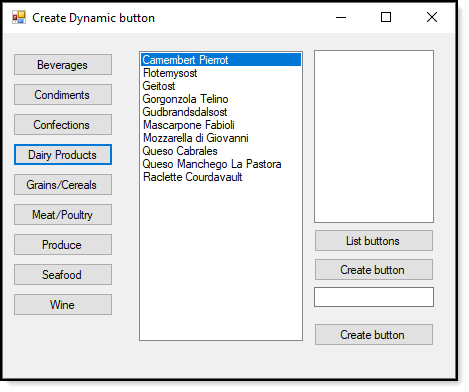 Create Dynamic button
Beverages
Condiments
Confections
Dairy Products
Grains/Cereals
Meat/Poultry
Produce
Seafood
Wine
Camembert Pierrot
Flotemysost
Geitost
Gorgonzola Telino
Gudbrandsdalsost
Mascarpone Fabioli
Mozzarella di Giovanni
Queso Cabrales
Queso Manchego La Pastora
Raclette Courdavault
List buttons
Create button
Create button